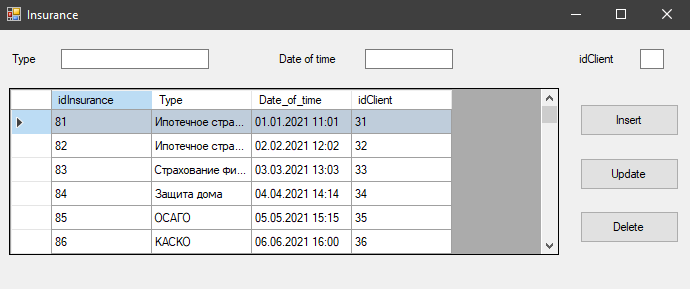 Insurance
Type Date of time idClient
idInsurance Type Date_of_time idClient
81 Ипотечное стра... 01.01.2021 11:01 31
82 Ипотечное стра... 02.02.2021 12:02 32
83 Страхование фи... 03.03.2021 13:03 33
84 Защита дома 04.04.2021 14:14 34
85 ОСАГО 05.05.2021 15:15 35
86 КАСКО 06.06.2021 16:00 36
Insert
Update
Delete